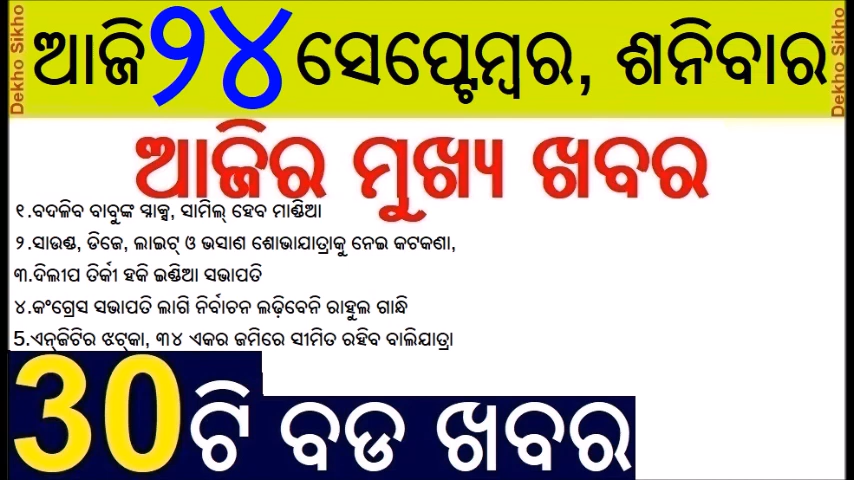 Dekho Sikho
ଆଜି ୨୪ ସେପ୍ଟେମ୍ବର, ଶନିବାର
Dekho Sikho
ଆଜିର ମୁଖ୍ୟ ଖବର
୧.ବଦଳିବ ବାବୁଙ୍କ ସ୍ନାକ୍ସ, ସାମିଲ୍ ହେବ ମାଣ୍ଡିଆ
୨.ସାଉଣ୍ଡ, ଡିଜେ, ଲାଇଟ୍ ଓ ଭସାଣ ଶୋଭାଯାତ୍ରାକୁ ନେଇ କଟକଣା,
୩.ଦିଲୀପ ତିର୍କୀ ହକି ଇଣ୍ଡିଆ ସଭାପତି
୪.କଂଗ୍ରେସ ସଭାପତି ଲାଗି ନିର୍ବାଚନ ଲଢ଼ିବେନି ରାହୁଲ ଗାନ୍ଧି
5.ଏନ୍‌ଜିଟିର ଝଟ୍‌କା, ୩୪ ଏକର ଜମିରେ ସୀମିତ ରହିବ ବାଲିଯାତ୍ରା
30ଟି ବଡ ଖବର